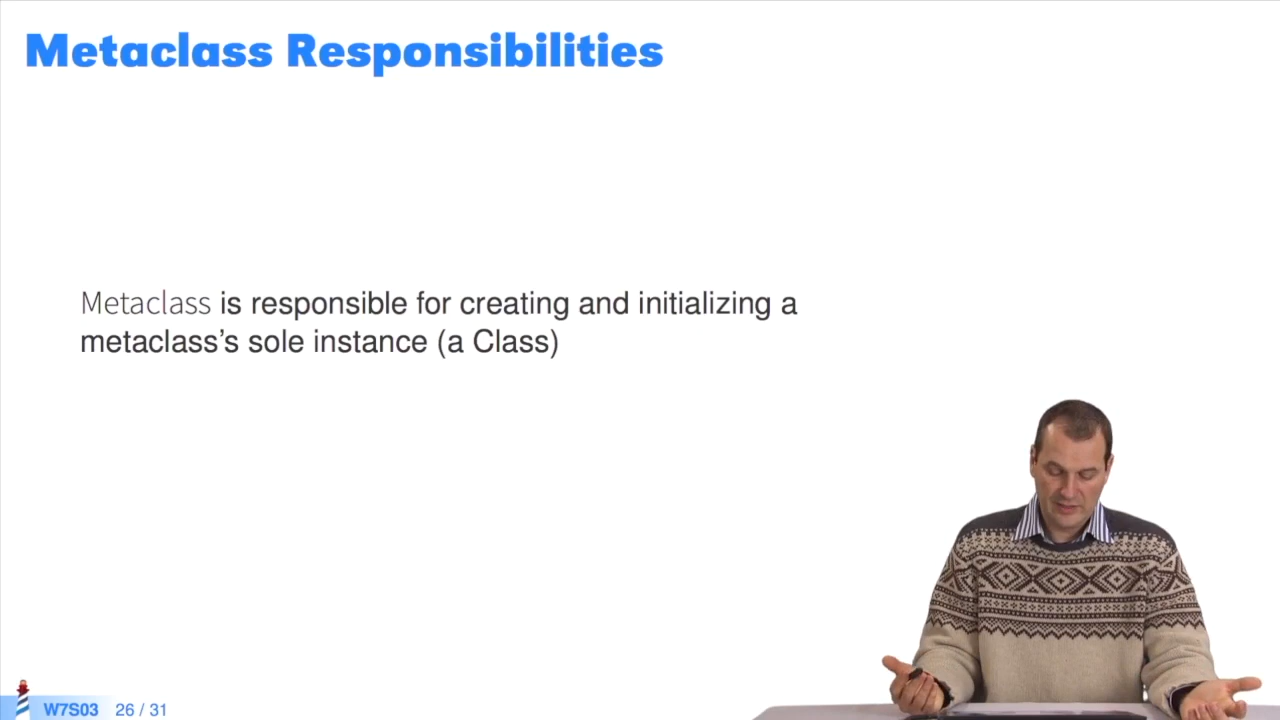 Metaclass Responsibilities
Metaclass is responsible for creating and initializing a
metaclass’s sole instance (a Class)
W7S03 26 / 31